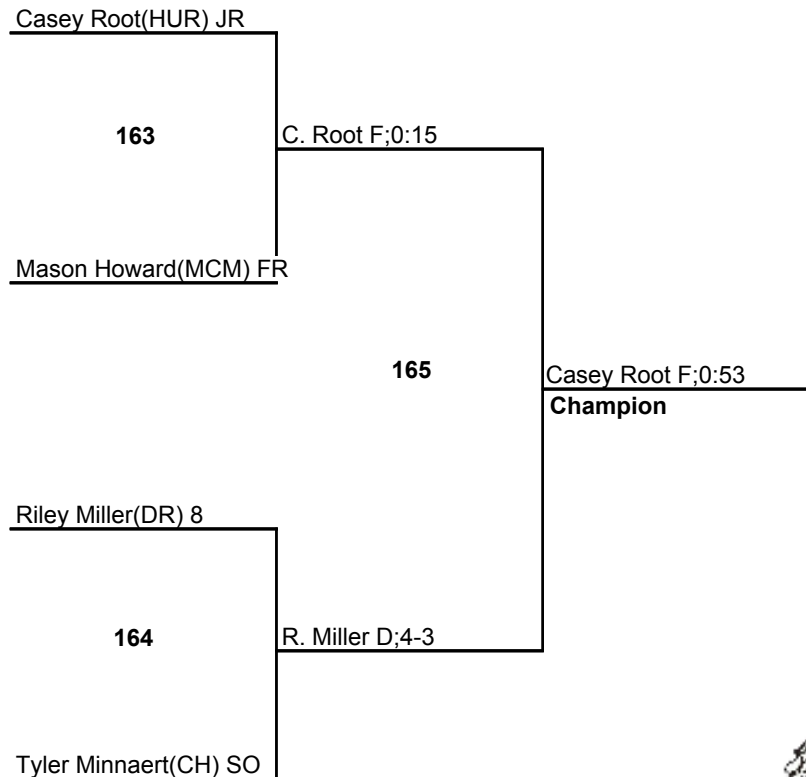 Casey Root(HUR) JR
163
C. Root F;0:15
Mason Howard(MCM) FR
165
Casey Root F;0:53
Champion
Riley Miller(DR) 8
164
R. Miller D;4-3
Tyler Minnaert(CH) SO